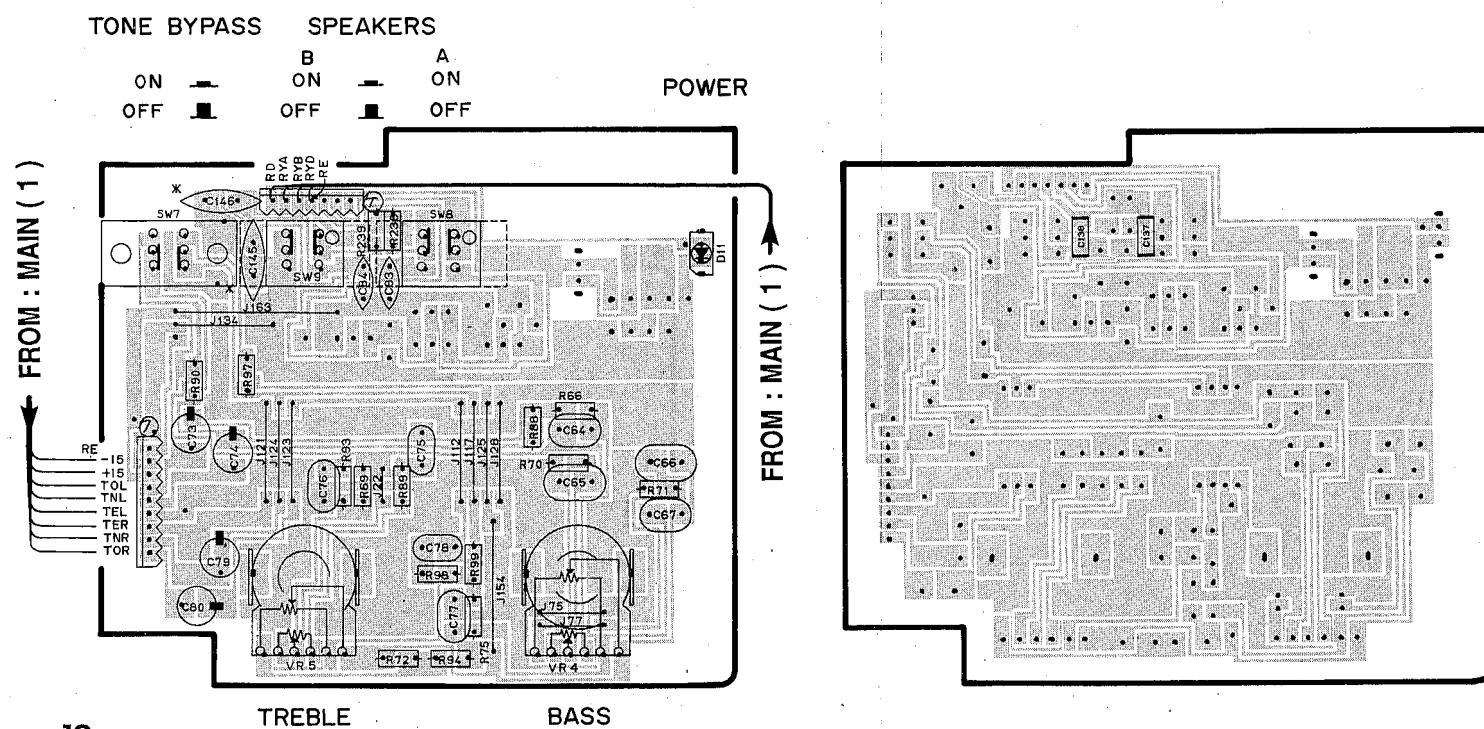 TONE BYPASS SPEAKERS
B A
ON ON ON
OFF OFF OFF
POWER
FROM : MAIN ( 1 )
RD
RYA
RYB
RYD
RE
C146
SW7
SW8
SW9
C145
R239
R238
C84
C83
D11
J163
J134
FROM : MAIN ( 1 )
R90
R97
R66
C73
C74
R88
C64
J121
J124
J123
R93
C75
J112
J117
J125
J128
R70
C66
RE
-15
+15
TOL
TNL
TEL
TER
TNR
TOR
C76
R69
J22
R89
C65
R71
C67
C79
C78
R98
R99
C80
C77
J154
J75
J77
VR5
R72
R94
R75
VR4
TREBLE BASS
C138
C137